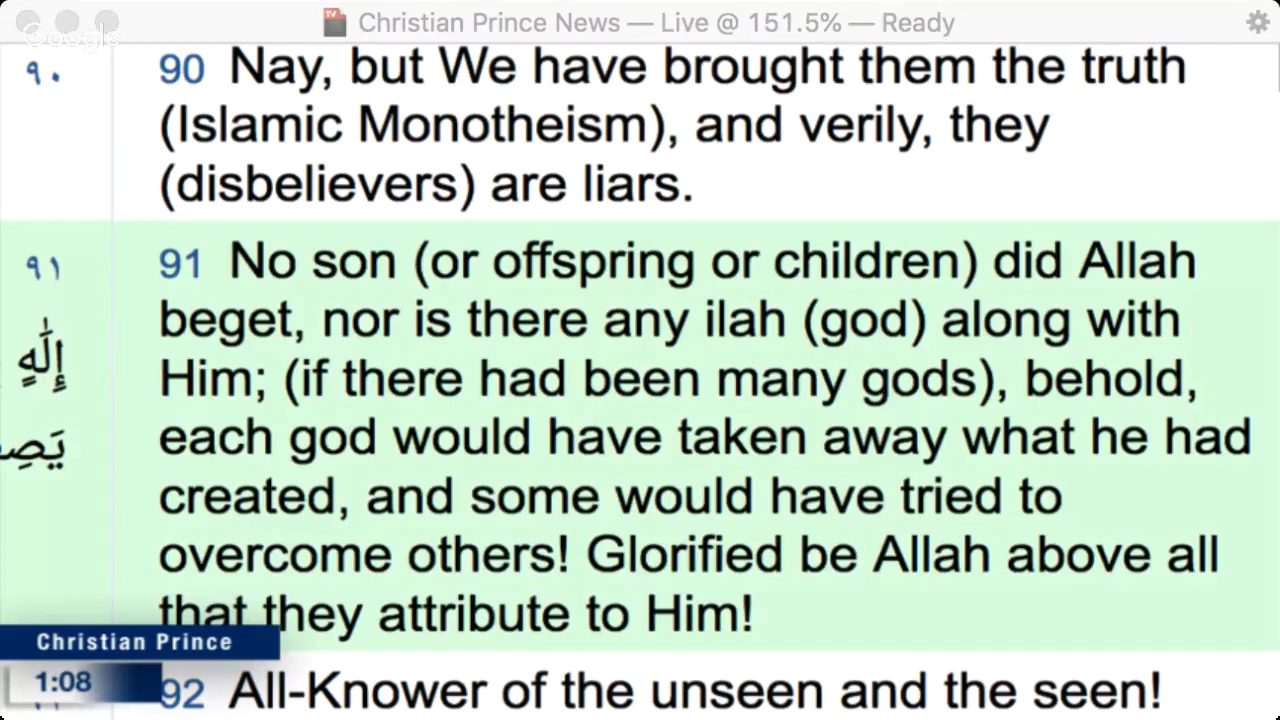 Google
Christian Prince News — Live @ 151.5% — Ready
٩٠
90 Nay, but We have brought them the truth
(Islamic Monotheism), and verily, they
(disbelievers) are liars.
٩١
91 No son (or offspring or children) did Allah
beget, nor is there any ilah (god) along with
إِلَٰهٍ
Him; (if there had been many gods), behold,
each god would have taken away what he had
created, and some would have tried to
overcome others! Glorified be Allah above all
that they attribute to Him!
Christian Prince
1:08
92 All-Knower of the unseen and the seen!